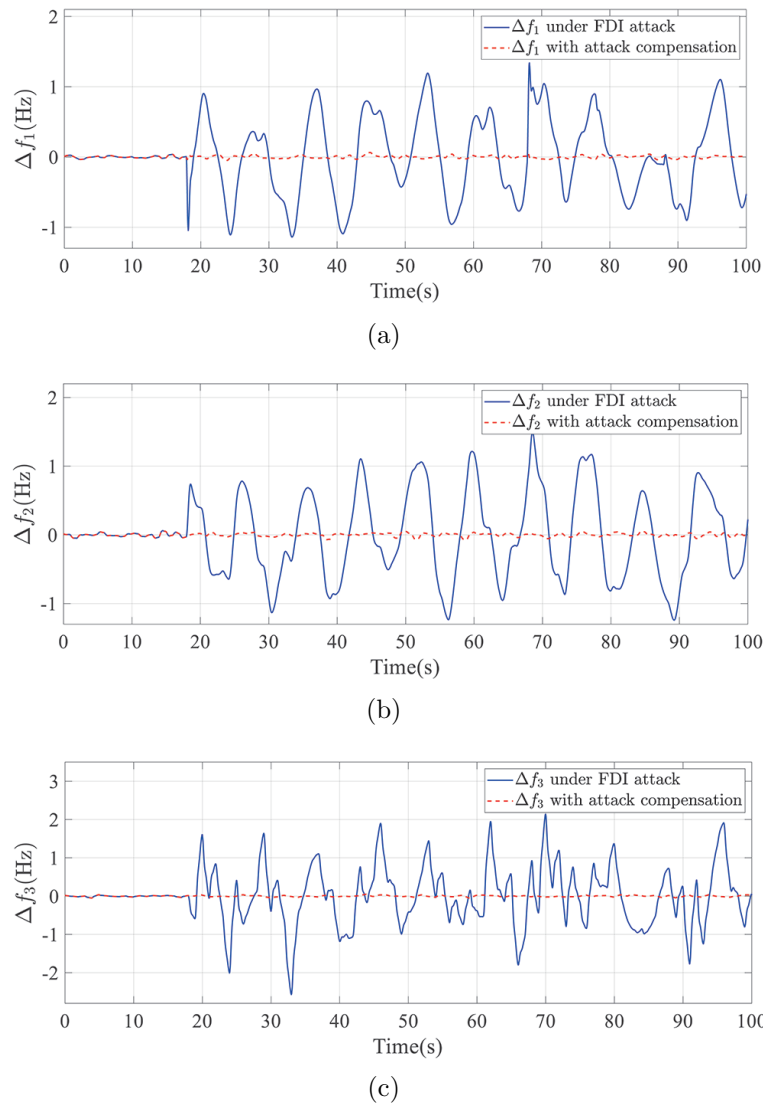 Δf₁ under FDI attack
Δf₁ with attack compensation
2
1
0
-1
Δf₁(Hz)
0 10 20 30 40 50 60 70 80 90 100
Time(s)
(a)
Δf₂ under FDI attack
Δf₂ with attack compensation
2
1
0
-1
Δf₂(Hz)
0 10 20 30 40 50 60 70 80 90 100
Time(s)
(b)
Δf₃ under FDI attack
Δf₃ with attack compensation
3
2
1
0
-1
-2
Δf₃(Hz)
0 10 20 30 40 50 60 70 80 90 100
Time(s)
(c)